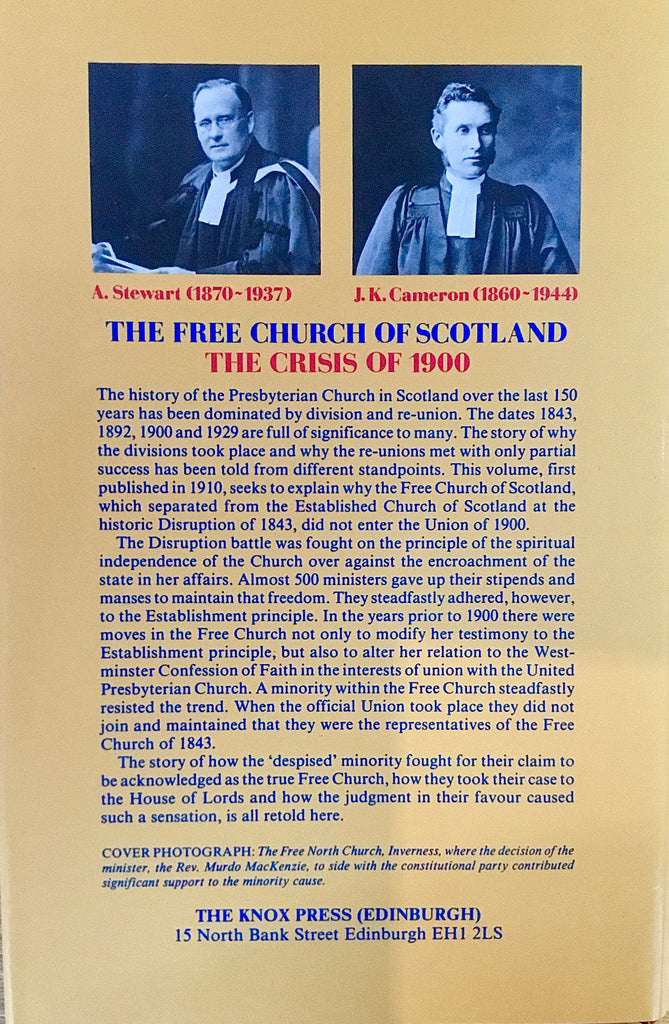 A. Stewart (1870~1937)
J. K. Cameron (1860~1944)
THE FREE CHURCH OF SCOTLAND
THE CRISIS OF 1900
The history of the Presbyterian Church in Scotland over the last 150
years has been dominated by division and re-union. The dates 1843,
1892, 1900 and 1929 are full of significance to many. The story of why
the divisions took place and why the re-unions met with only partial
success has been told from different standpoints. This volume, first
published in 1910, seeks to explain why the Free Church of Scotland,
which separated from the Established Church of Scotland at the
historic Disruption of 1843, did not enter the Union of 1900.
The Disruption battle was fought on the principle of the spiritual
independence of the Church over against the encroachment of the
state in her affairs. Almost 500 ministers gave up their stipends and
manses to maintain that freedom. They steadfastly adhered, however,
to the Establishment principle. In the years prior to 1900 there were
moves in the Free Church not only to modify her testimony to the
Establishment principle, but also to alter her relation to the West-
minster Confession of Faith in the interests of union with the United
Presbyterian Church. A minority within the Free Church steadfastly
resisted the trend. When the official Union took place they did not
join and maintained that they were the representatives of the Free
Church of 1843.
The story of how the ‘despised’ minority fought for their claim to
be acknowledged as the true Free Church, how they took their case to
the House of Lords and how the judgment in their favour caused
such a sensation, is all retold here.
COVER PHOTOGRAPH: The Free North Church, Inverness, where the decision of the
minister, the Rev. Murdo MacKenzie, to side with the constitutional party contributed
significant support to the minority cause.
THE KNOX PRESS (EDINBURGH)
15 North Bank Street Edinburgh EH1 2LS